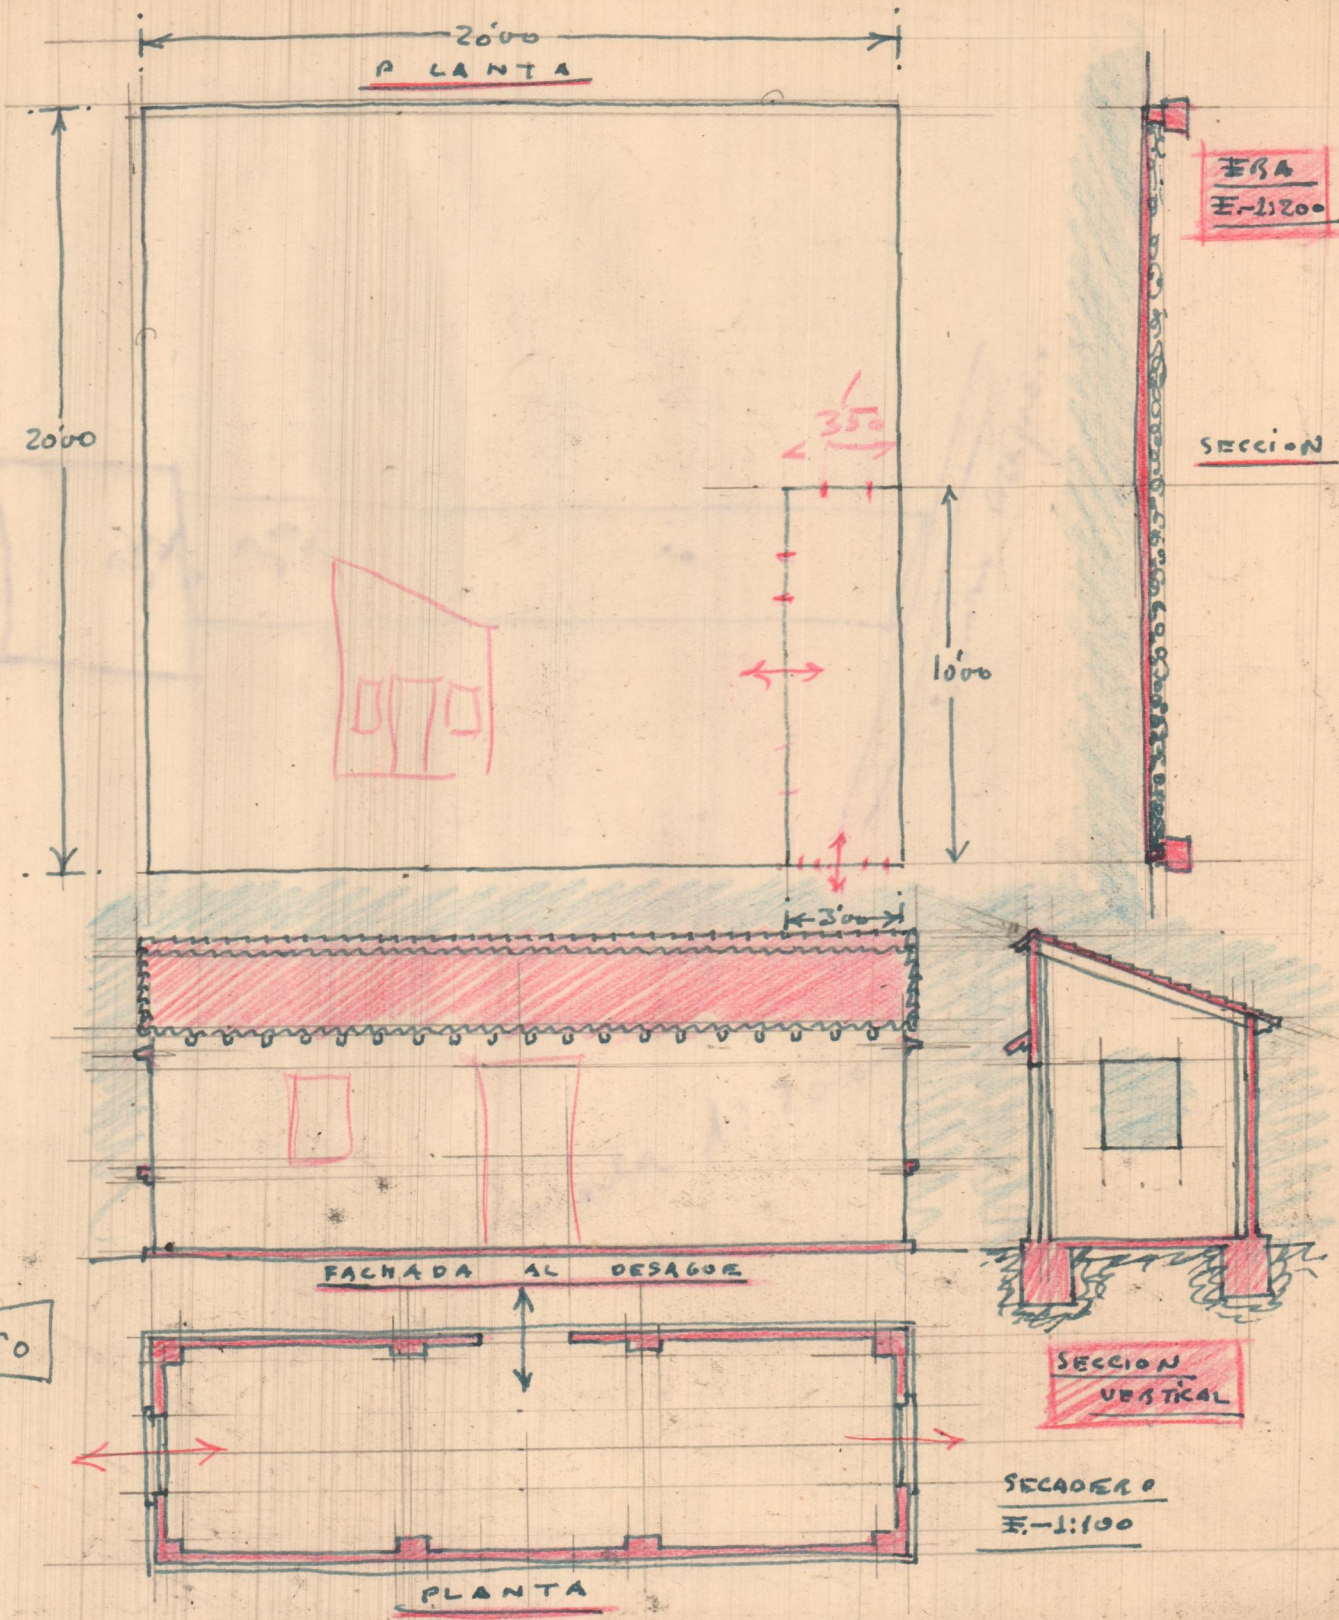 20'00
PLANTA
ERA
E.-1:200
3'50
20'00
SECCION
10'00
3'00
FACHADA AL DESAGUE
SECCION
VERTICAL
SECADERO
E.-1:100
PLANTA